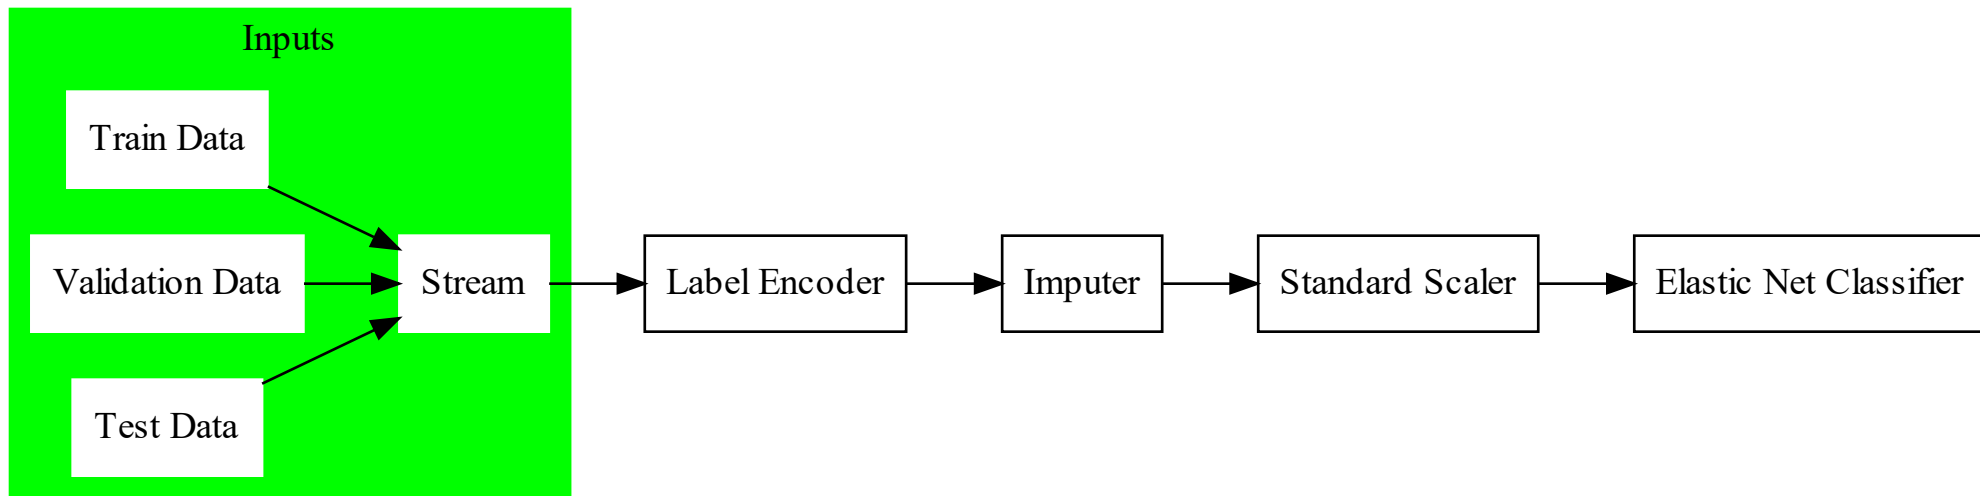 Inputs
Train Data
Validation Data
Stream
Label Encoder
Imputer
Standard Scaler
Elastic Net Classifier
Test Data